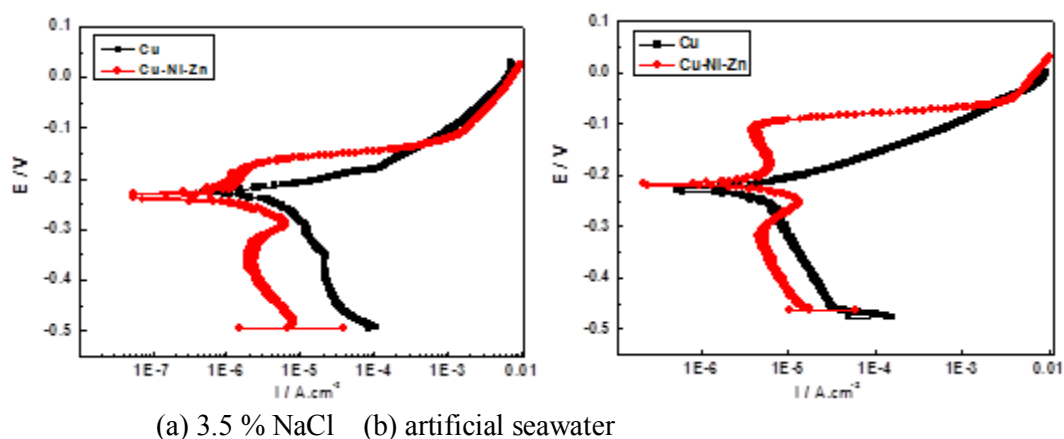 0.1
0.0
-0.1
-0.2
-0.3
-0.4
-0.5
E / V
Cu
Cu-Ni-Zn
1E-7 1E-6 1E-5 1E-4 1E-3 0.01
I / A.cm⁻²
0.1
0.0
-0.1
-0.2
-0.3
-0.4
-0.5
E / V
Cu
Cu-Ni-Zn
1E-6 1E-5 1E-4 1E-3 0.01
I / A.cm⁻²
(a) 3.5 % NaCl (b) artificial seawater